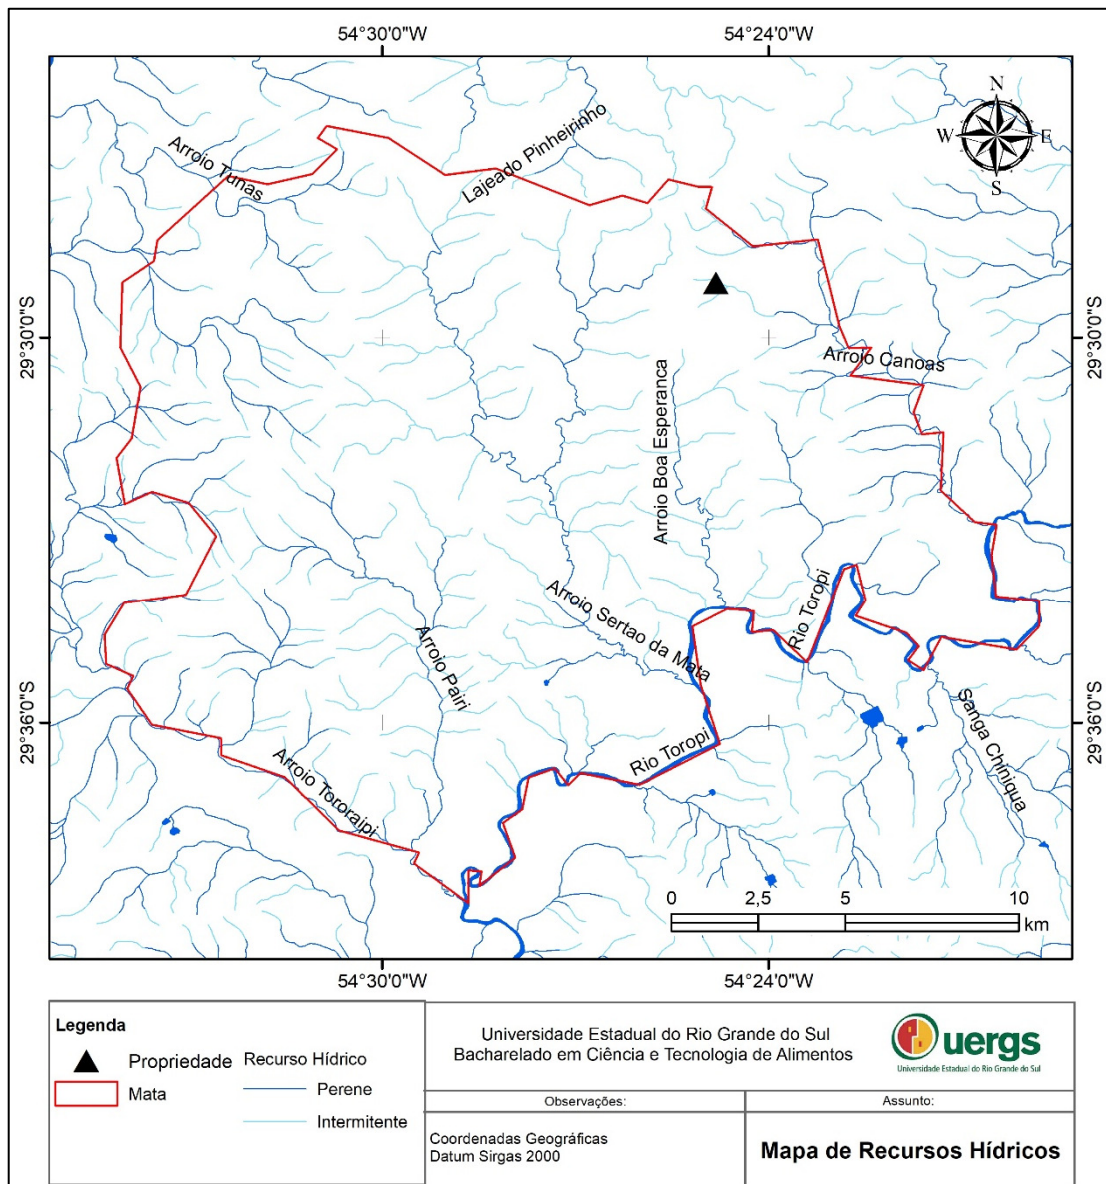 54°30'0"W
54°24'0"W
N
W
E
S
Arroio Tunas
Lajeado Pinheirinho
29°30'0"S
29°30'0"S
Arroio Canoas
Arroio Boa Esperanca
Arroio Sertao da Mata
Rio Toropi
Arroio Pairi
Sanga Chiniqua
29°36'0"S
29°36'0"S
Rio Toropi
Arroio Tororaipi
0
2,5
5
10
km
54°30'0"W
54°24'0"W
Legenda
Propriedade
Mata
Recurso Hídrico
Perene
Intermitente
Universidade Estadual do Rio Grande do Sul
Bacharelado em Ciência e Tecnologia de Alimentos
uergs
Universidade Estadual do Rio Grande do Sul
Observações:
Assunto:
Coordenadas Geográficas
Datum Sirgas 2000
Mapa de Recursos Hídricos